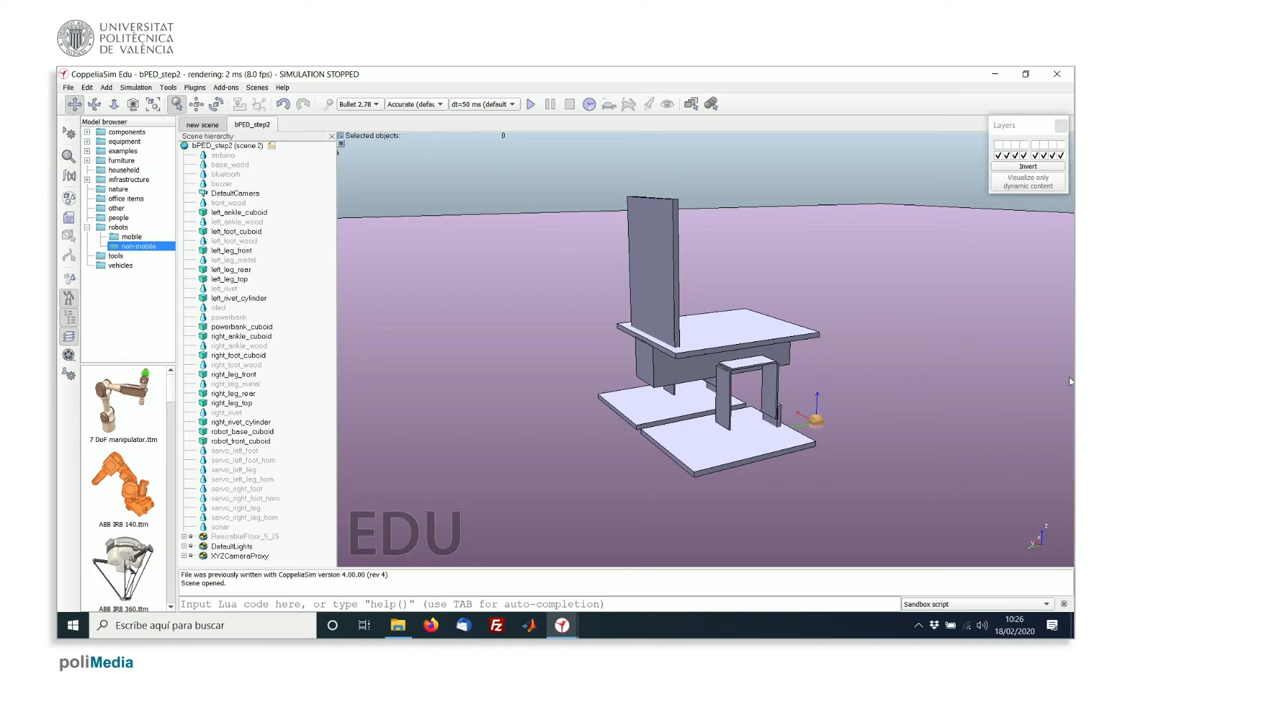 UNIVERSITAT
POLITÈCNICA
DE VALÈNCIA
CoppeliaSim Edu - bPED_step2 - rendering: 2 ms (8.0 fps) - SIMULATION STOPPED
File Edit Add Simulation Tools Plugins Add-ons Scenes Help
Bullet 2.78 Accurate (defau dt=50 ms (default
Model browser
components
equipment
examples
furniture
household
infrastructure
nature
office items
other
people
robots
mobile
non-mobile
tools
vehicles
7 DoF manipulator.ttm
ABB IRB 140.ttm
ABB IRB 360.ttm
new scene bPED_step2
Scene hierarchy
bPED_step2 (scene 2)
arduino
base_wood
bluetooth
buzzer
DefaultCamera
front_wood
left_ankle_cuboid
left_ankle_wood
left_foot_cuboid
left_foot_wood
left_leg_front
left_leg_metal
left_leg_rear
left_leg_top
left_rivet
left_rivet_cylinder
oled
powerbank
powerbank_cuboid
right_ankle_cuboid
right_ankle_wood
right_foot_cuboid
right_foot_wood
right_leg_front
right_leg_metal
right_leg_rear
right_leg_top
right_rivet
right_rivet_cylinder
robot_base_cuboid
robot_front_cuboid
servo_left_foot
servo_left_foot_horn
servo_left_leg
servo_left_leg_horn
servo_right_foot
servo_right_foot_horn
servo_right_leg
servo_right_leg_horn
sonar
ResizableFloor_5_25
DefaultLights
XYZCameraProxy
Selected objects: 0
Layers
Invert
Visualize only
dynamic content
EDU
File was previously written with CoppeliaSim version 4.00.00 (rev 4)
Scene opened.
Input Lua code here, or type "help()" (use TAB for auto-completion)
Sandbox script
Escribe aquí para buscar
10:26
18/02/2020
poliMedia